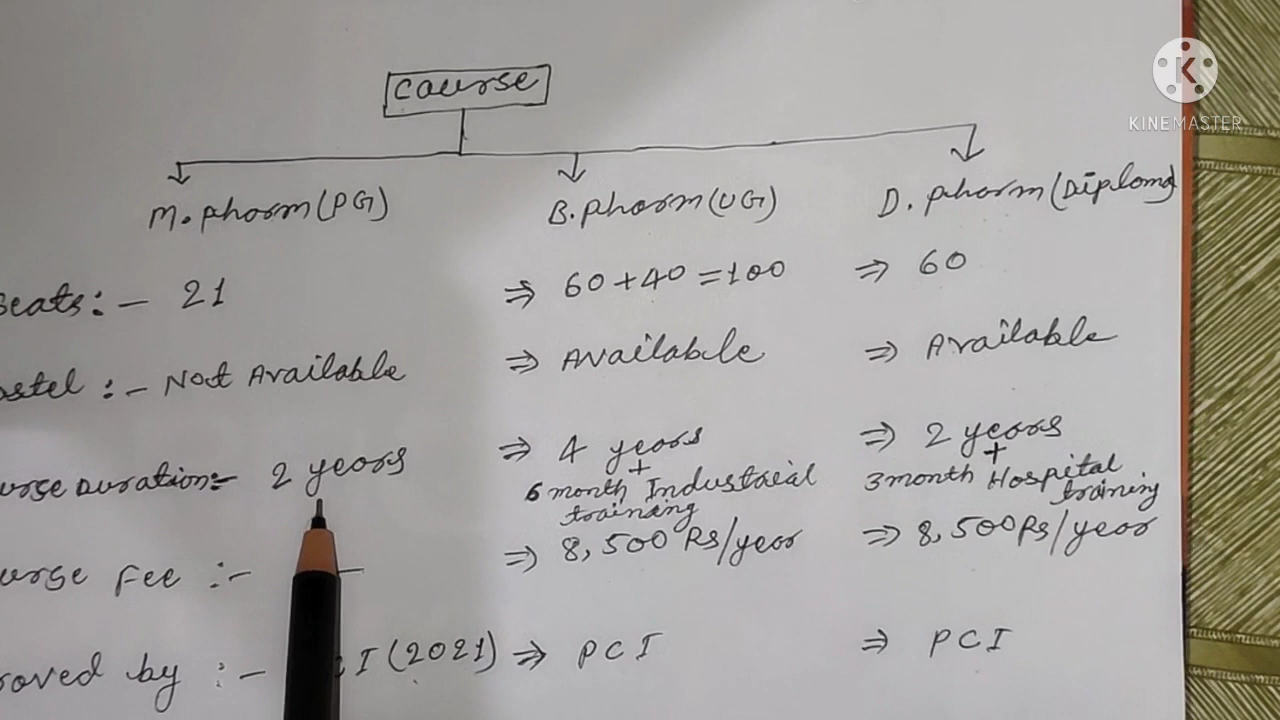 course
K
KINEMASTER
M. pharm (PG) B. pharm (UG) D. pharm (Diploma)
seats :- 21 ⇒ 60 + 40 = 100 ⇒ 60
ostel :- Not Available ⇒ Available ⇒ Available
urse Duration:- 2 years ⇒ 4 years ⇒ 2 years
+ +
6 month Industrial training 3 month Hospital training
urse Fee :- — ⇒ 8,500 Rs/year ⇒ 8,500 Rs/year
roved by :- I (2021) ⇒ PCI ⇒ PCI